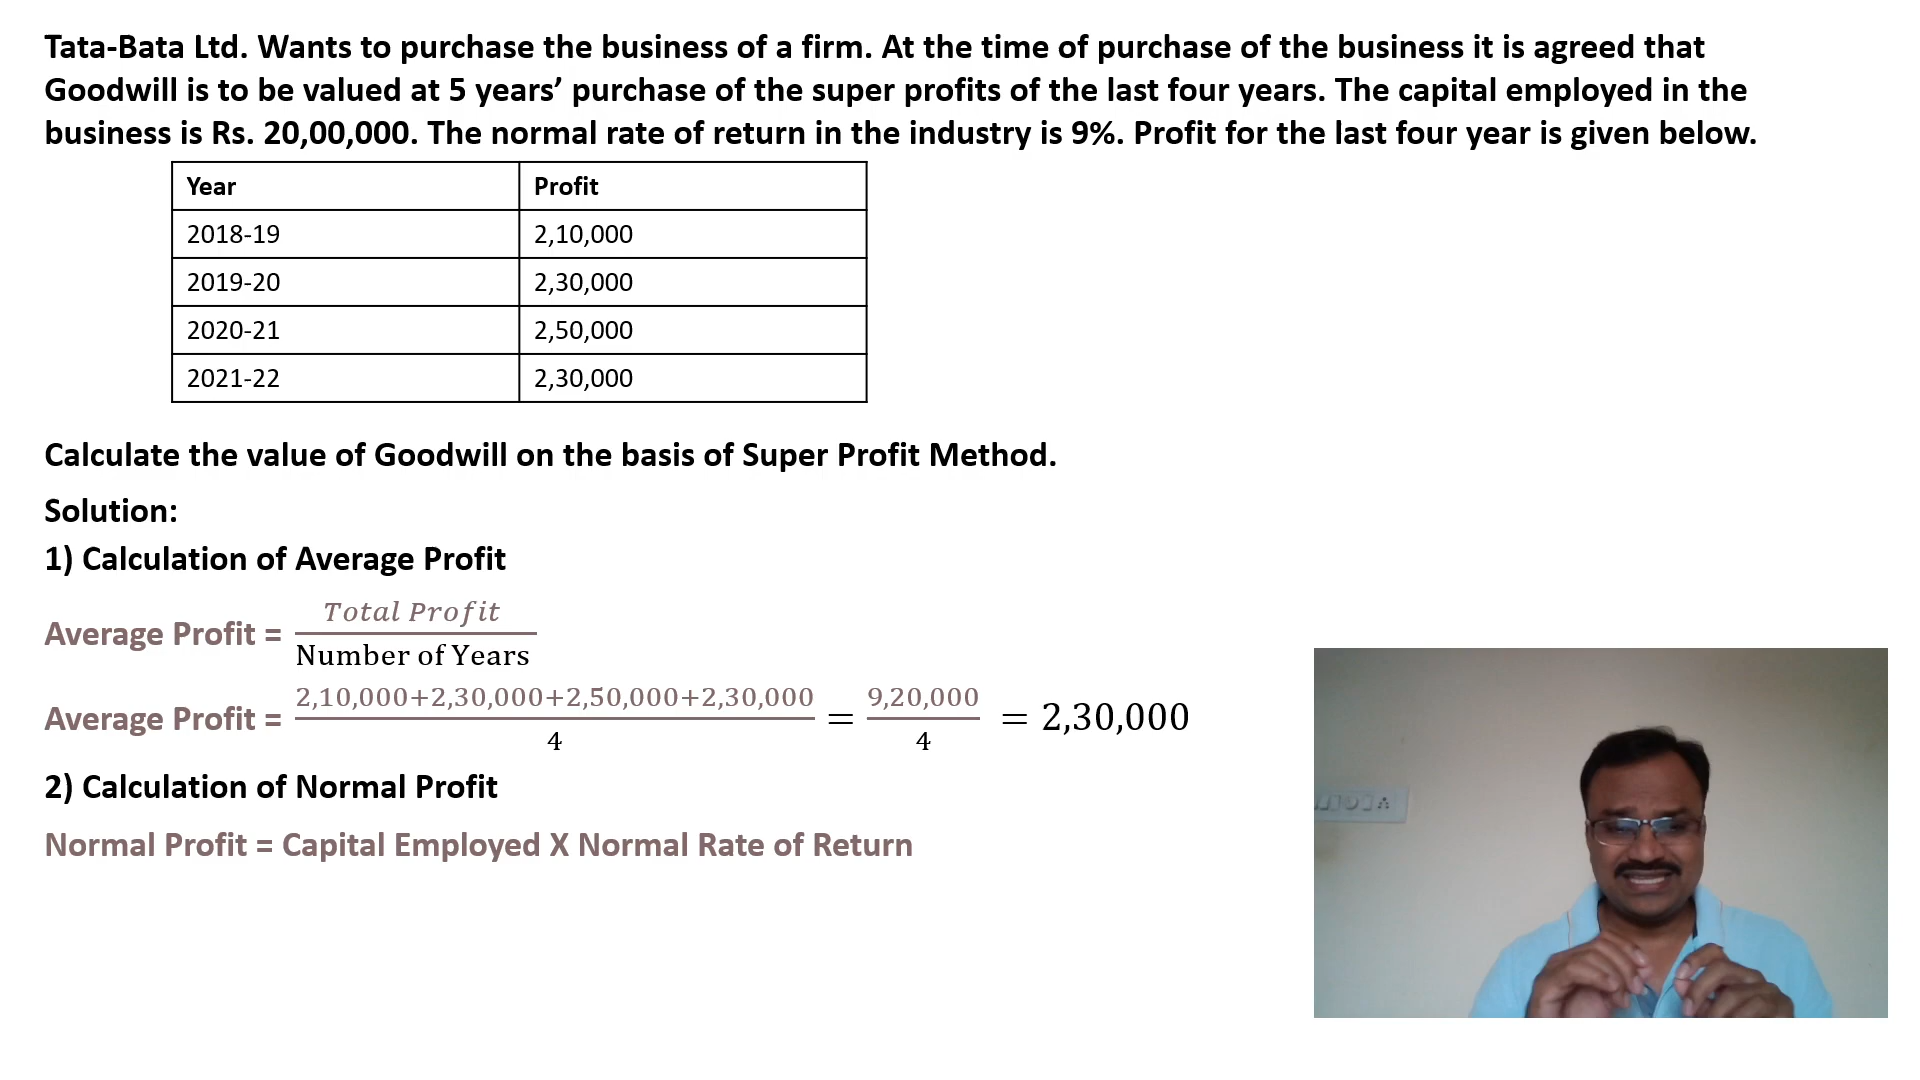 Tata-Bata Ltd. Wants to purchase the business of a firm. At the time of purchase of the business it is agreed that
Goodwill is to be valued at 5 years’ purchase of the super profits of the last four years. The capital employed in the
business is Rs. 20,00,000. The normal rate of return in the industry is 9%. Profit for the last four year is given below.
Year Profit
2018-19 2,10,000
2019-20 2,30,000
2020-21 2,50,000
2021-22 2,30,000
Calculate the value of Goodwill on the basis of Super Profit Method.
Solution:
1) Calculation of Average Profit
Average Profit = Total Profit / Number of Years
Average Profit = 2,10,000+2,30,000+2,50,000+2,30,000 / 4 = 9,20,000 / 4 = 2,30,000
2) Calculation of Normal Profit
Normal Profit = Capital Employed X Normal Rate of Return